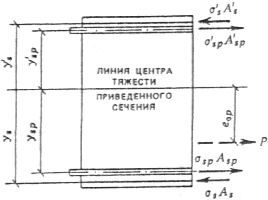 σ's A's
σ'sp A'sp
y's
y'sp
ЛИНИЯ ЦЕНТРА
ТЯЖЕСТИ
ПРИВЕДЕННОГО
СЕЧЕНИЯ
ys
ysp
eop
P
σsp Asp
σs As